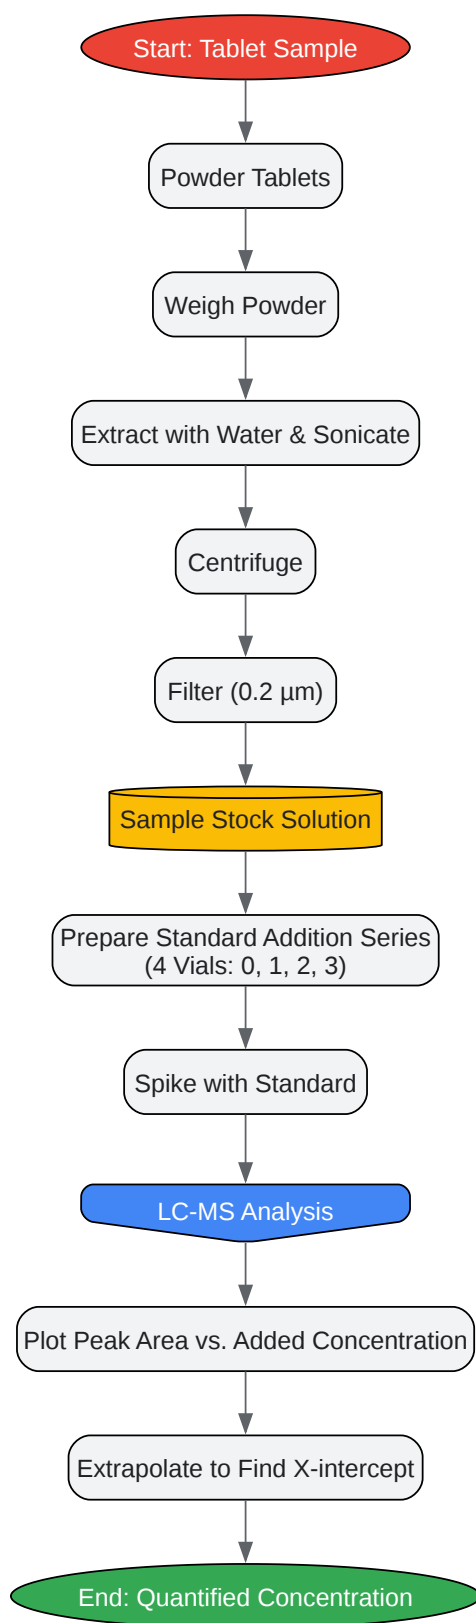 Start: Tablet Sample
Powder Tablets
Weigh Powder
Extract with Water & Sonicate
Centrifuge
Filter (0.2 µm)
Sample Stock Solution
Prepare Standard Addition Series
(4 Vials: 0, 1, 2, 3)
Spike with Standard
LC-MS Analysis
Plot Peak Area vs. Added Concentration
Extrapolate to Find X-intercept
End: Quantified Concentration